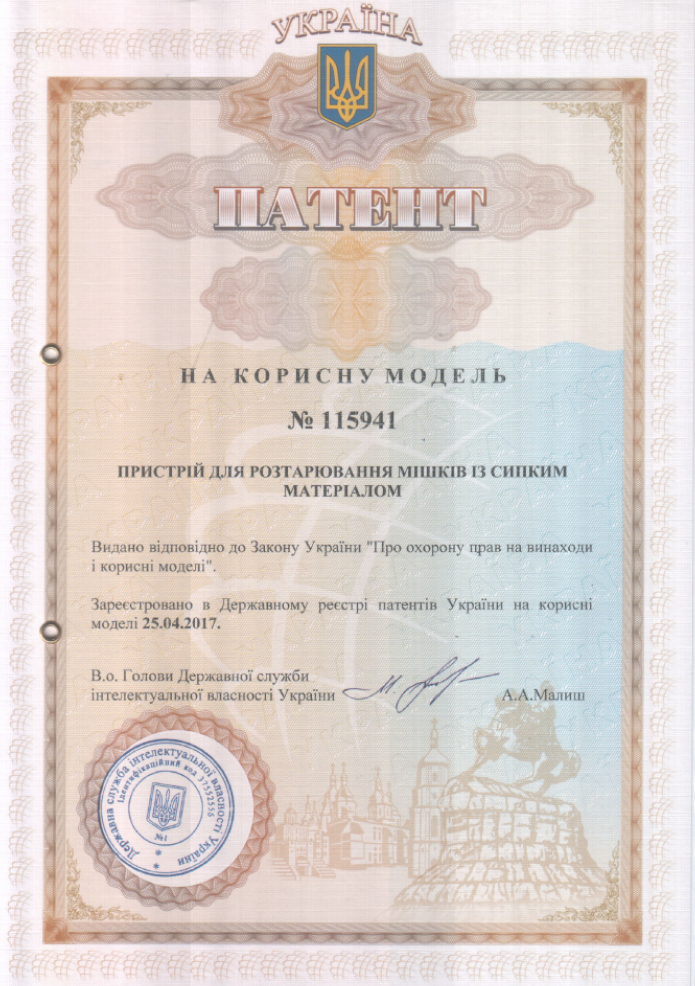 УКРАЇНА
ПАТЕНТ
НА КОРИСНУ МОДЕЛЬ
№ 115941
ПРИСТРІЙ ДЛЯ РОЗТАРЮВАННЯ МІШКІВ ІЗ СИПКИМ
МАТЕРІАЛОМ
Видано відповідно до Закону України "Про охорону прав на винаходи
і корисні моделі".
Зареєстровано в Державному реєстрі патентів України на корисні
моделі 25.04.2017.
В.о. Голови Державної служби
інтелектуальної власності України
А.А.Малиш
Державна служба інтелектуальної власності України
Ідентифікаційний код 37552556
№1